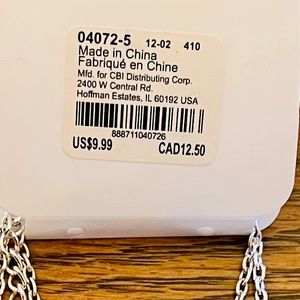 04072-5 12-02 410
Made in China
Fabriqué en Chine
Mfd. for CBI Distributing Corp.
2400 W Central Rd.
Hoffman Estates, IL 60192 USA
888711040726
US$9.99 CAD12.50